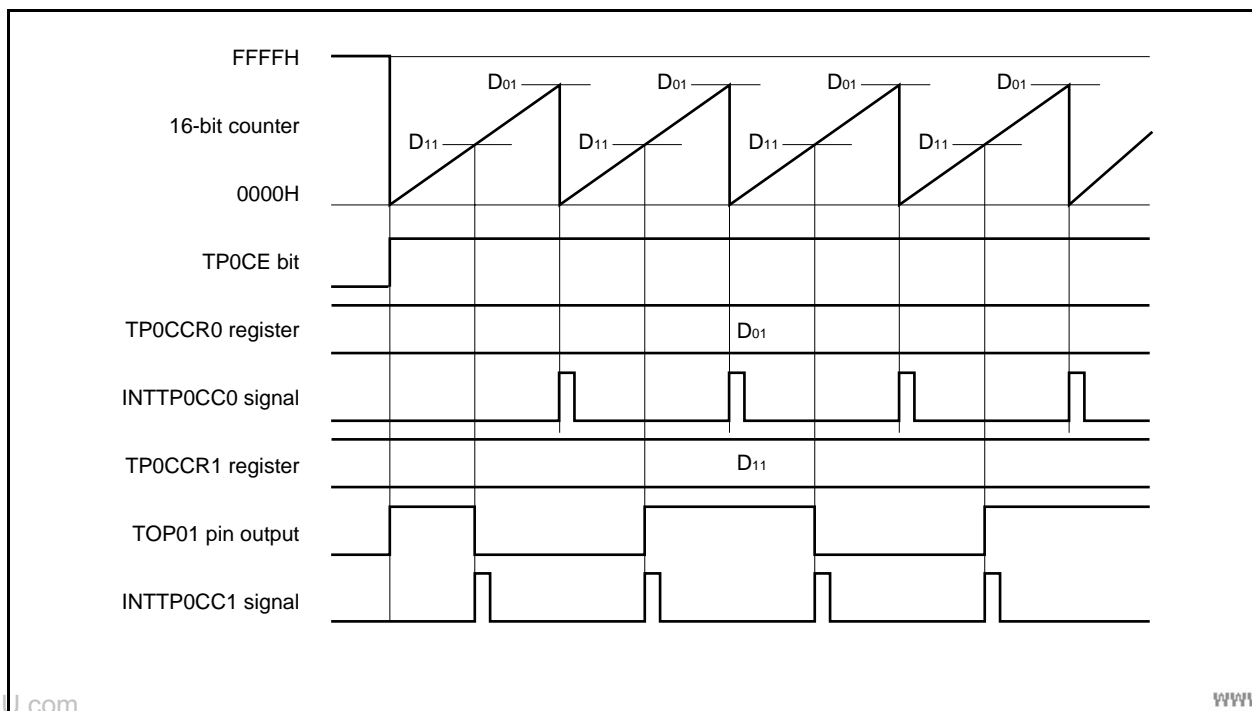 FFFFH
D01 D01 D01 D01
16-bit counter
D11 D11 D11 D11
0000H
TP0CE bit
TP0CCR0 register
D01
INTTP0CC0 signal
TP0CCR1 register
D11
TOP01 pin output
INTTP0CC1 signal
U.com